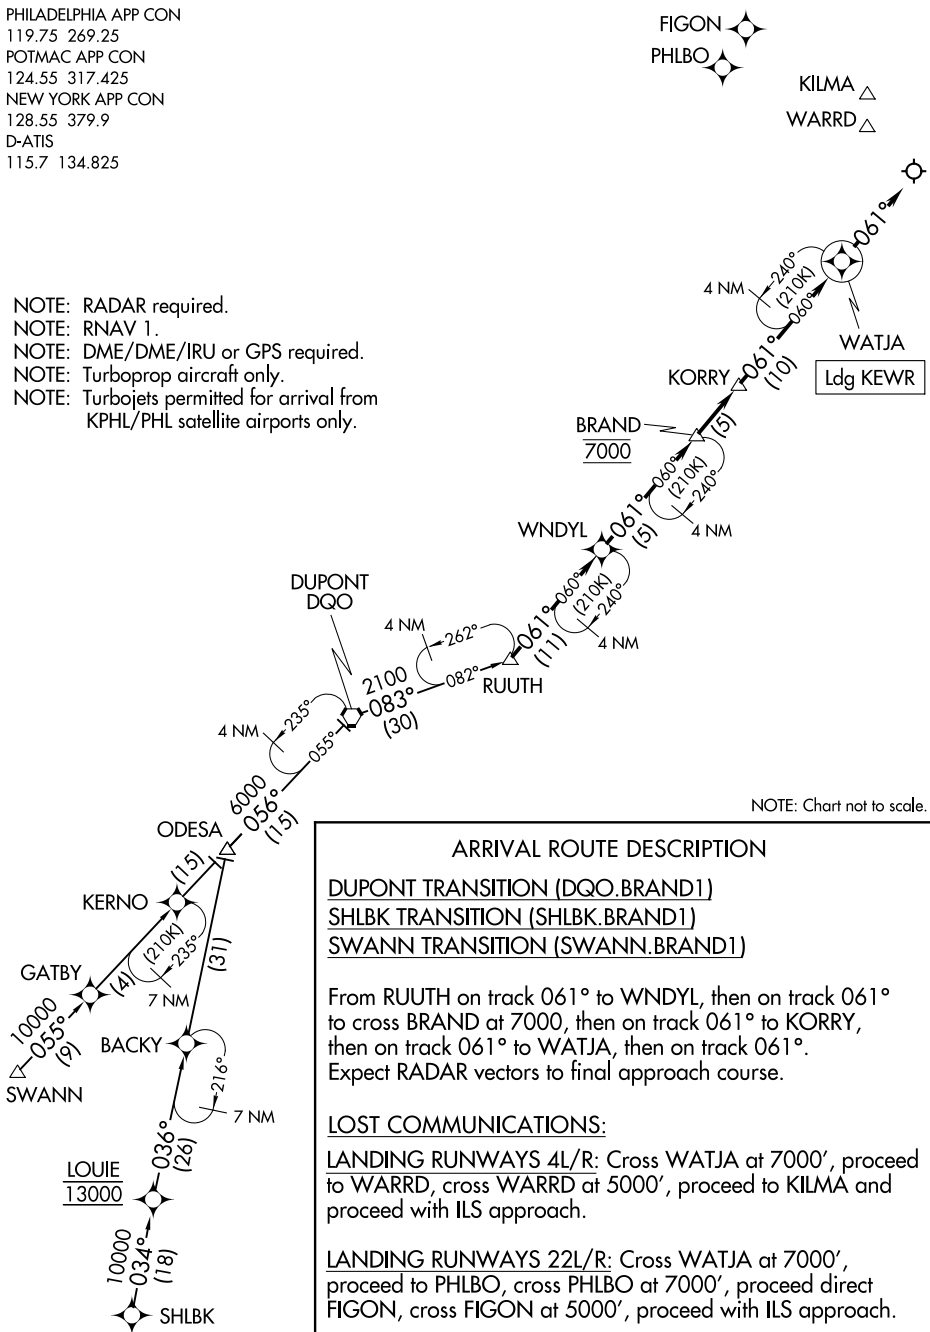 PHILADELPHIA APP CON
119.75 269.25
POTMAC APP CON
124.55 317.425
NEW YORK APP CON
128.55 379.9
D-ATIS
115.7 134.825
FIGON
PHLBO
KILMA
WARRD
NOTE: RADAR required.
NOTE: RNAV 1.
NOTE: DME/DME/IRU or GPS required.
NOTE: Turboprop aircraft only.
NOTE: Turbojets permitted for arrival from
KPHL/PHL satellite airports only.
061°
240°
(210K)
060°
4 NM
WATJA
Ldg KEWR
KORRY
061°
(10)
BRAND
7000
(5)
060°
(210K)
240°
4 NM
WNDYL
061°
(5)
060°
(210K)
240°
4 NM
DUPONT
DQO
4 NM
262°
082°
061°
(11)
RUUTH
2100
083°
(30)
4 NM
235°
055°
6000
056°
(15)
NOTE: Chart not to scale.
ODESA
(15)
KERNO
(210K)
235°
7 NM
(31)
GATBY
(4)
10000
055°
(9)
SWANN
BACKY
216°
7 NM
036°
(26)
LOUIE
13000
10000
034°
(18)
SHLBK
ARRIVAL ROUTE DESCRIPTION
DUPONT TRANSITION (DQO.BRAND1)
SHLBK TRANSITION (SHLBK.BRAND1)
SWANN TRANSITION (SWANN.BRAND1)
From RUUTH on track 061° to WNDYL, then on track 061°
to cross BRAND at 7000, then on track 061° to KORRY,
then on track 061° to WATJA, then on track 061°.
Expect RADAR vectors to final approach course.
LOST COMMUNICATIONS:
LANDING RUNWAYS 4L/R: Cross WATJA at 7000', proceed
to WARRD, cross WARRD at 5000', proceed to KILMA and
proceed with ILS approach.
LANDING RUNWAYS 22L/R: Cross WATJA at 7000',
proceed to PHLBO, cross PHLBO at 7000', proceed direct
FIGON, cross FIGON at 5000', proceed with ILS approach.